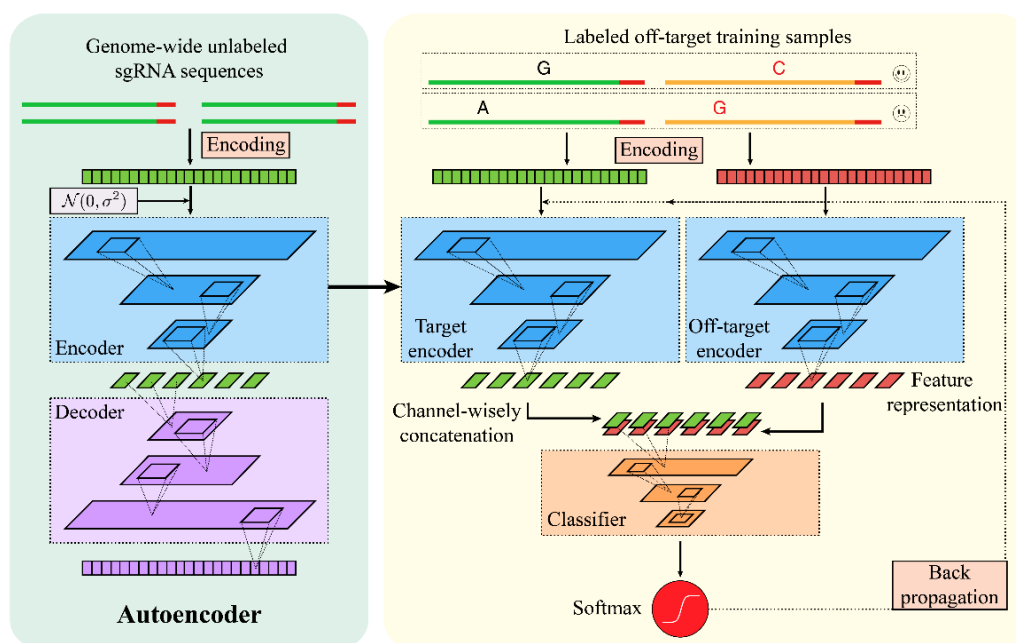 Genome-wide unlabeled
sgRNA sequences
Encoding
𝒩(0, σ²)
Encoder
Decoder
Autoencoder
Labeled off-target training samples
G
C
A
G
Encoding
Target
encoder
Off-target
encoder
Feature
representation
Channel-wisely
concatenation
Classifier
Softmax
Back
propagation